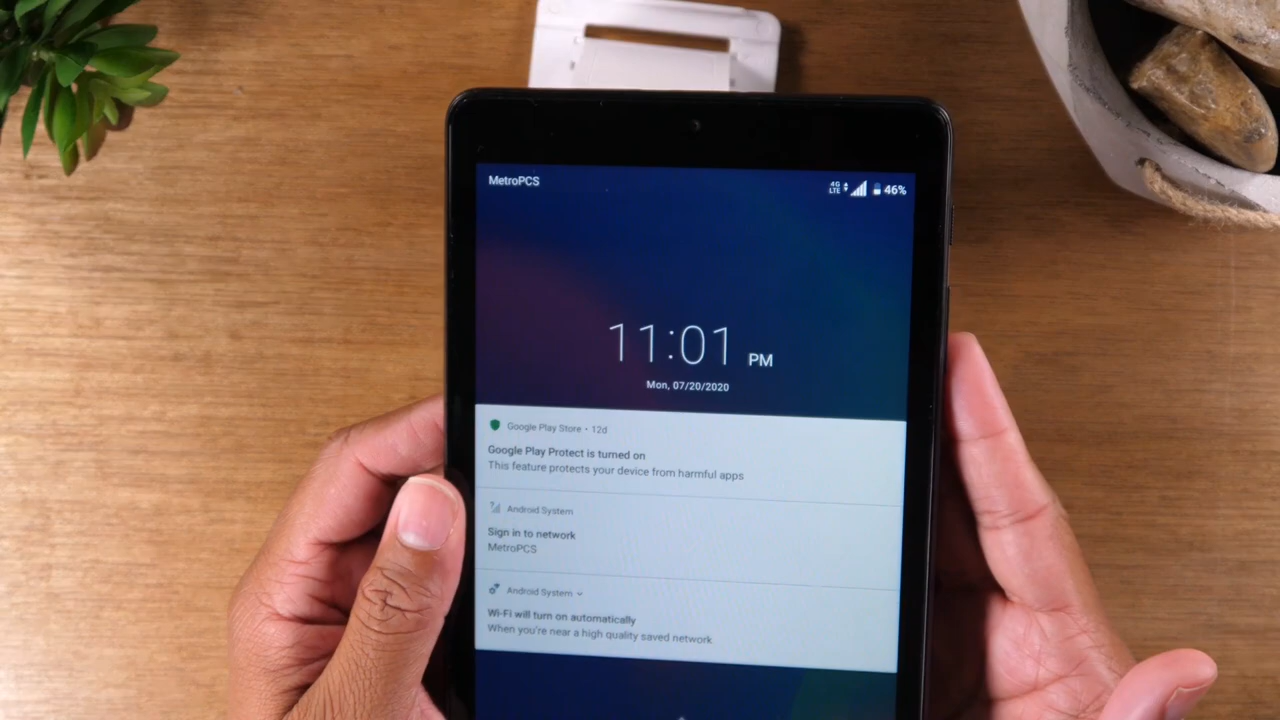 MetroPCS
4G LTE 46%
11:01 PM
Mon, 07/20/2020
Google Play Store • 12d
Google Play Protect is turned on
This feature protects your device from harmful apps
Android System
Sign in to network
MetroPCS
Android System
Wi-Fi will turn on automatically
When you're near a high quality saved network